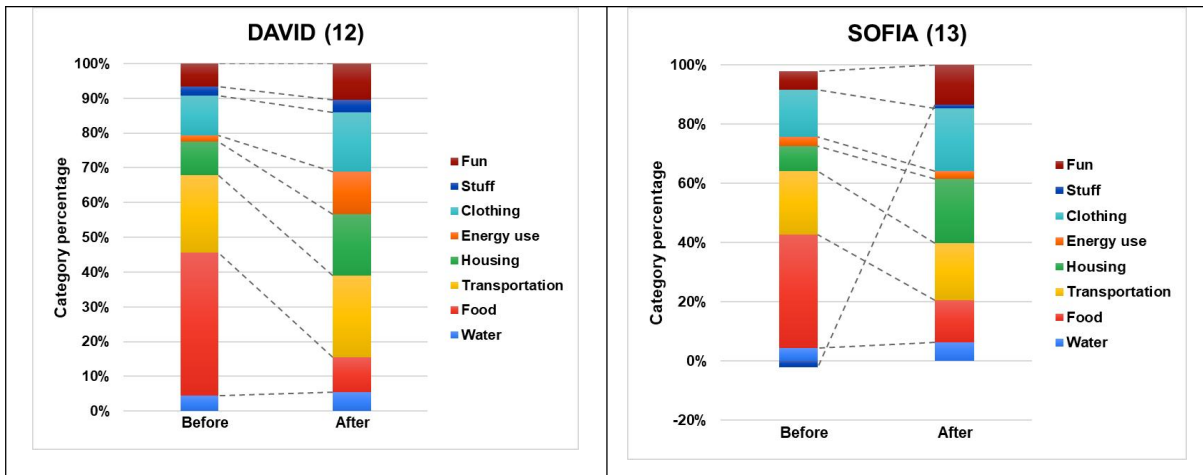 DAVID (12)
100%
90%
80%
70%
60%
50%
40%
30%
20%
10%
0%
Category percentage
Before
After
Fun
Stuff
Clothing
Energy use
Housing
Transportation
Food
Water
SOFIA (13)
100%
80%
60%
40%
20%
0%
-20%
Category percentage
Before
After
Fun
Stuff
Clothing
Energy use
Housing
Transportation
Food
Water